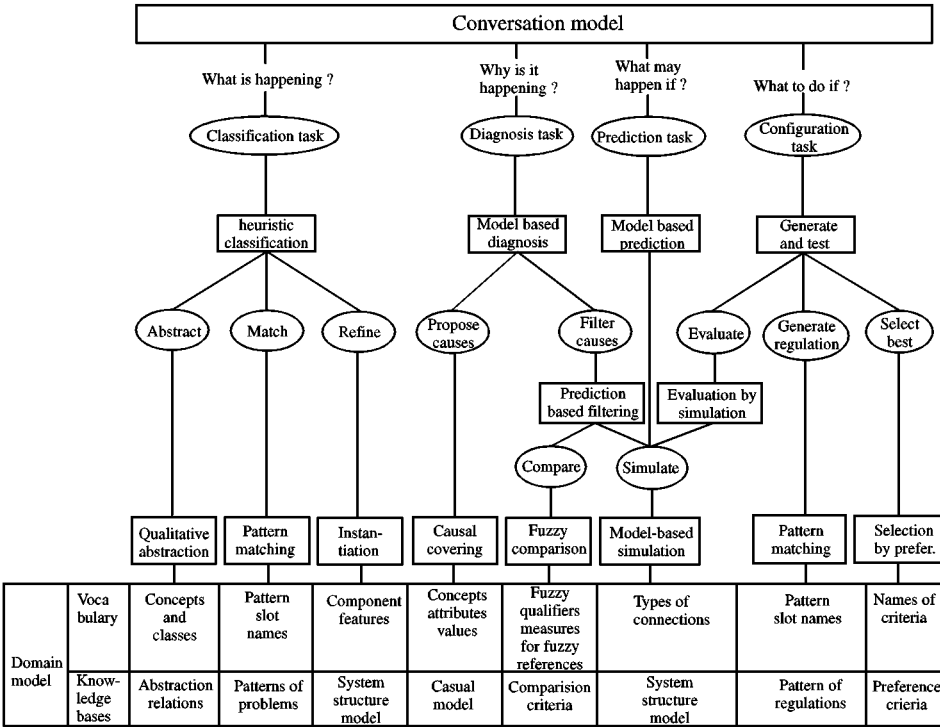 Conversation model
What is happening ?
Why is it
happening ?
What may
happen if ?
What to do if ?
Classification task
Diagnosis task
Prediction task
Configuration
task
heuristic
classification
Model based
diagnosis
Model based
prediction
Generate
and test
Abstract
Match
Refine
Propose
causes
Filter
causes
Evaluate
Generate
regulation
Select
best
Prediction
based filtering
Evaluation by
simulation
Compare
Simulate
Qualitative
abstraction
Pattern
matching
Instan-
tiation
Causal
covering
Fuzzy
comparison
Model-based
simulation
Pattern
matching
Selection
by prefer.
Domain
model
Voca
bulary
Concepts
and
classes
Pattern
slot
names
Component
features
Concepts
attributes
values
Fuzzy
qualifiers
measures
for fuzzy
references
Types of
connections
Pattern
slot names
Names of
criteria
Know-
ledge
bases
Abstraction
relations
Patterns of
problems
System
structure
model
Casual
model
Comparision
criteria
System
structure
model
Pattern of
regulations
Preference
crieria